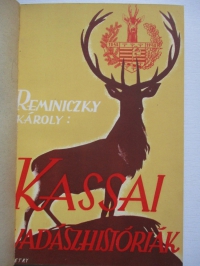 REMINICZKY
KÁROLY:
KASSAI
VADÁSZHISTÓRIÁK